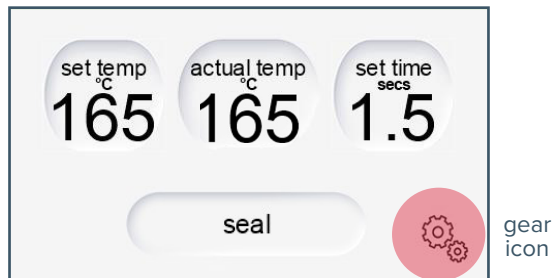 set temp
°C
165
actual temp
°C
165
set time
secs
1.5
seal
gear
icon